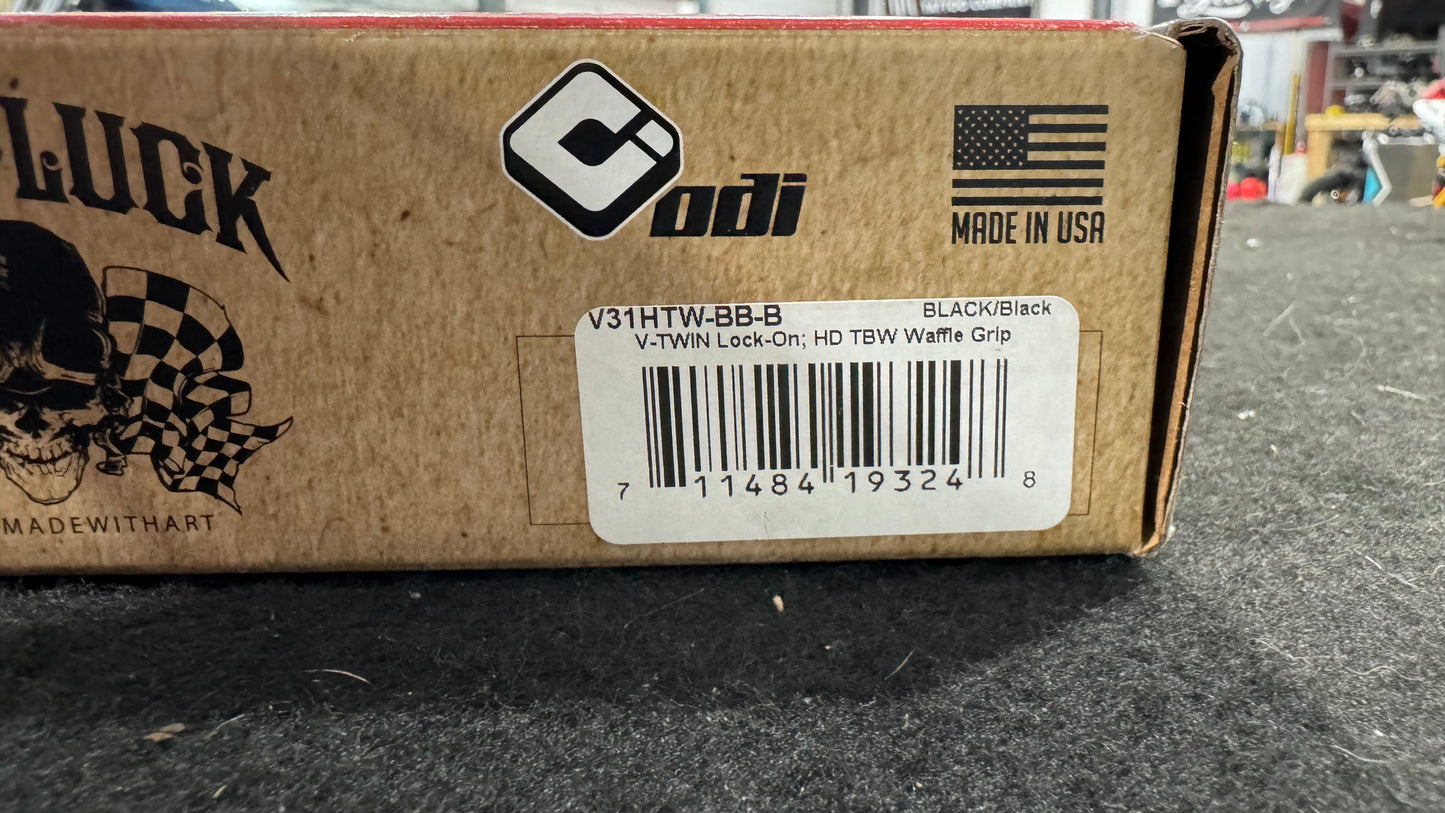 LUCK
odi
MADE IN USA
V31HTW-BB-B BLACK/Black
V-TWIN Lock-On; HD TBW Waffle Grip
7 11484 19324 8
MADEWITHART